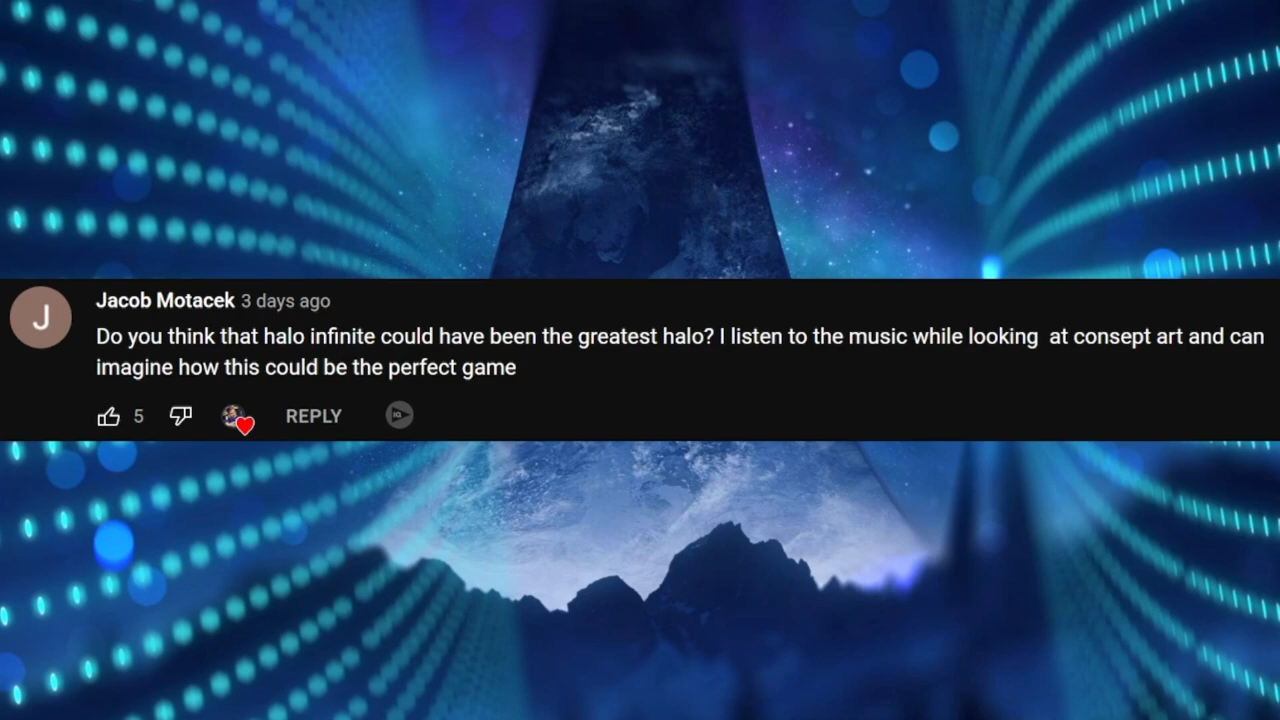 J
Jacob Motacek 3 days ago
Do you think that halo infinite could have been the greatest halo? I listen to the music while looking  at consept art and can
imagine how this could be the perfect game
5 REPLY IQ